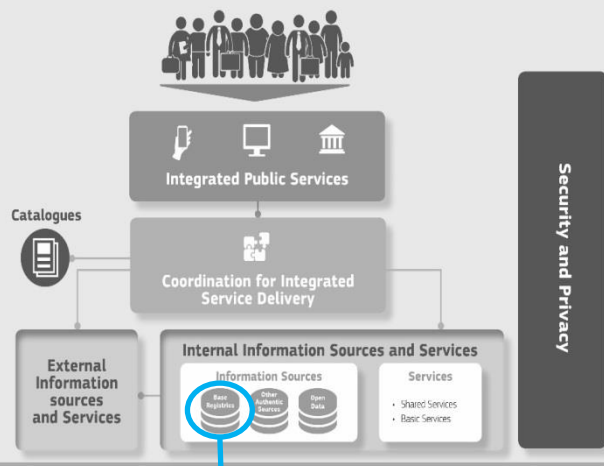 Integrated Public Services
Catalogues
Coordination for Integrated
Service Delivery
External
Information
sources
and Services
Internal Information Sources and Services
Information Sources
Base
Registries
Other
Authentic
Sources
Open
Data
Services
• Shared Services
• Basic Services
Security and Privacy